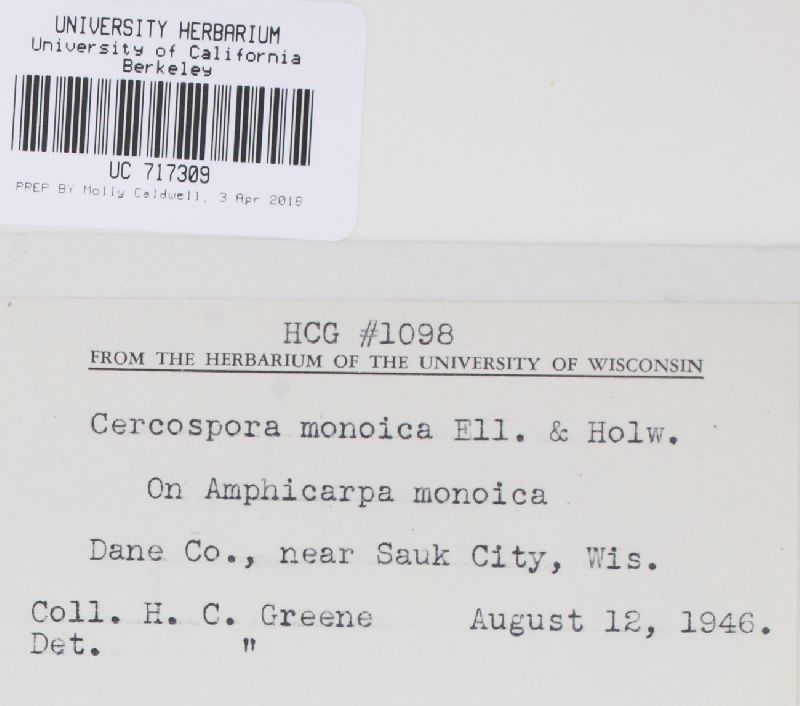 UNIVERSITY HERBARIUM
University of California
Berkeley
UC 717309
PREP BY Molly Caldwell, 3 Apr 2018
HCG #1098
FROM THE HERBARIUM OF THE UNIVERSITY OF WISCONSIN
Cercospora monoica Ell. & Holw.
On Amphicarpa monoica
Dane Co., near Sauk City, Wis.
Coll. H. C. Greene August 12, 1946.
Det. "